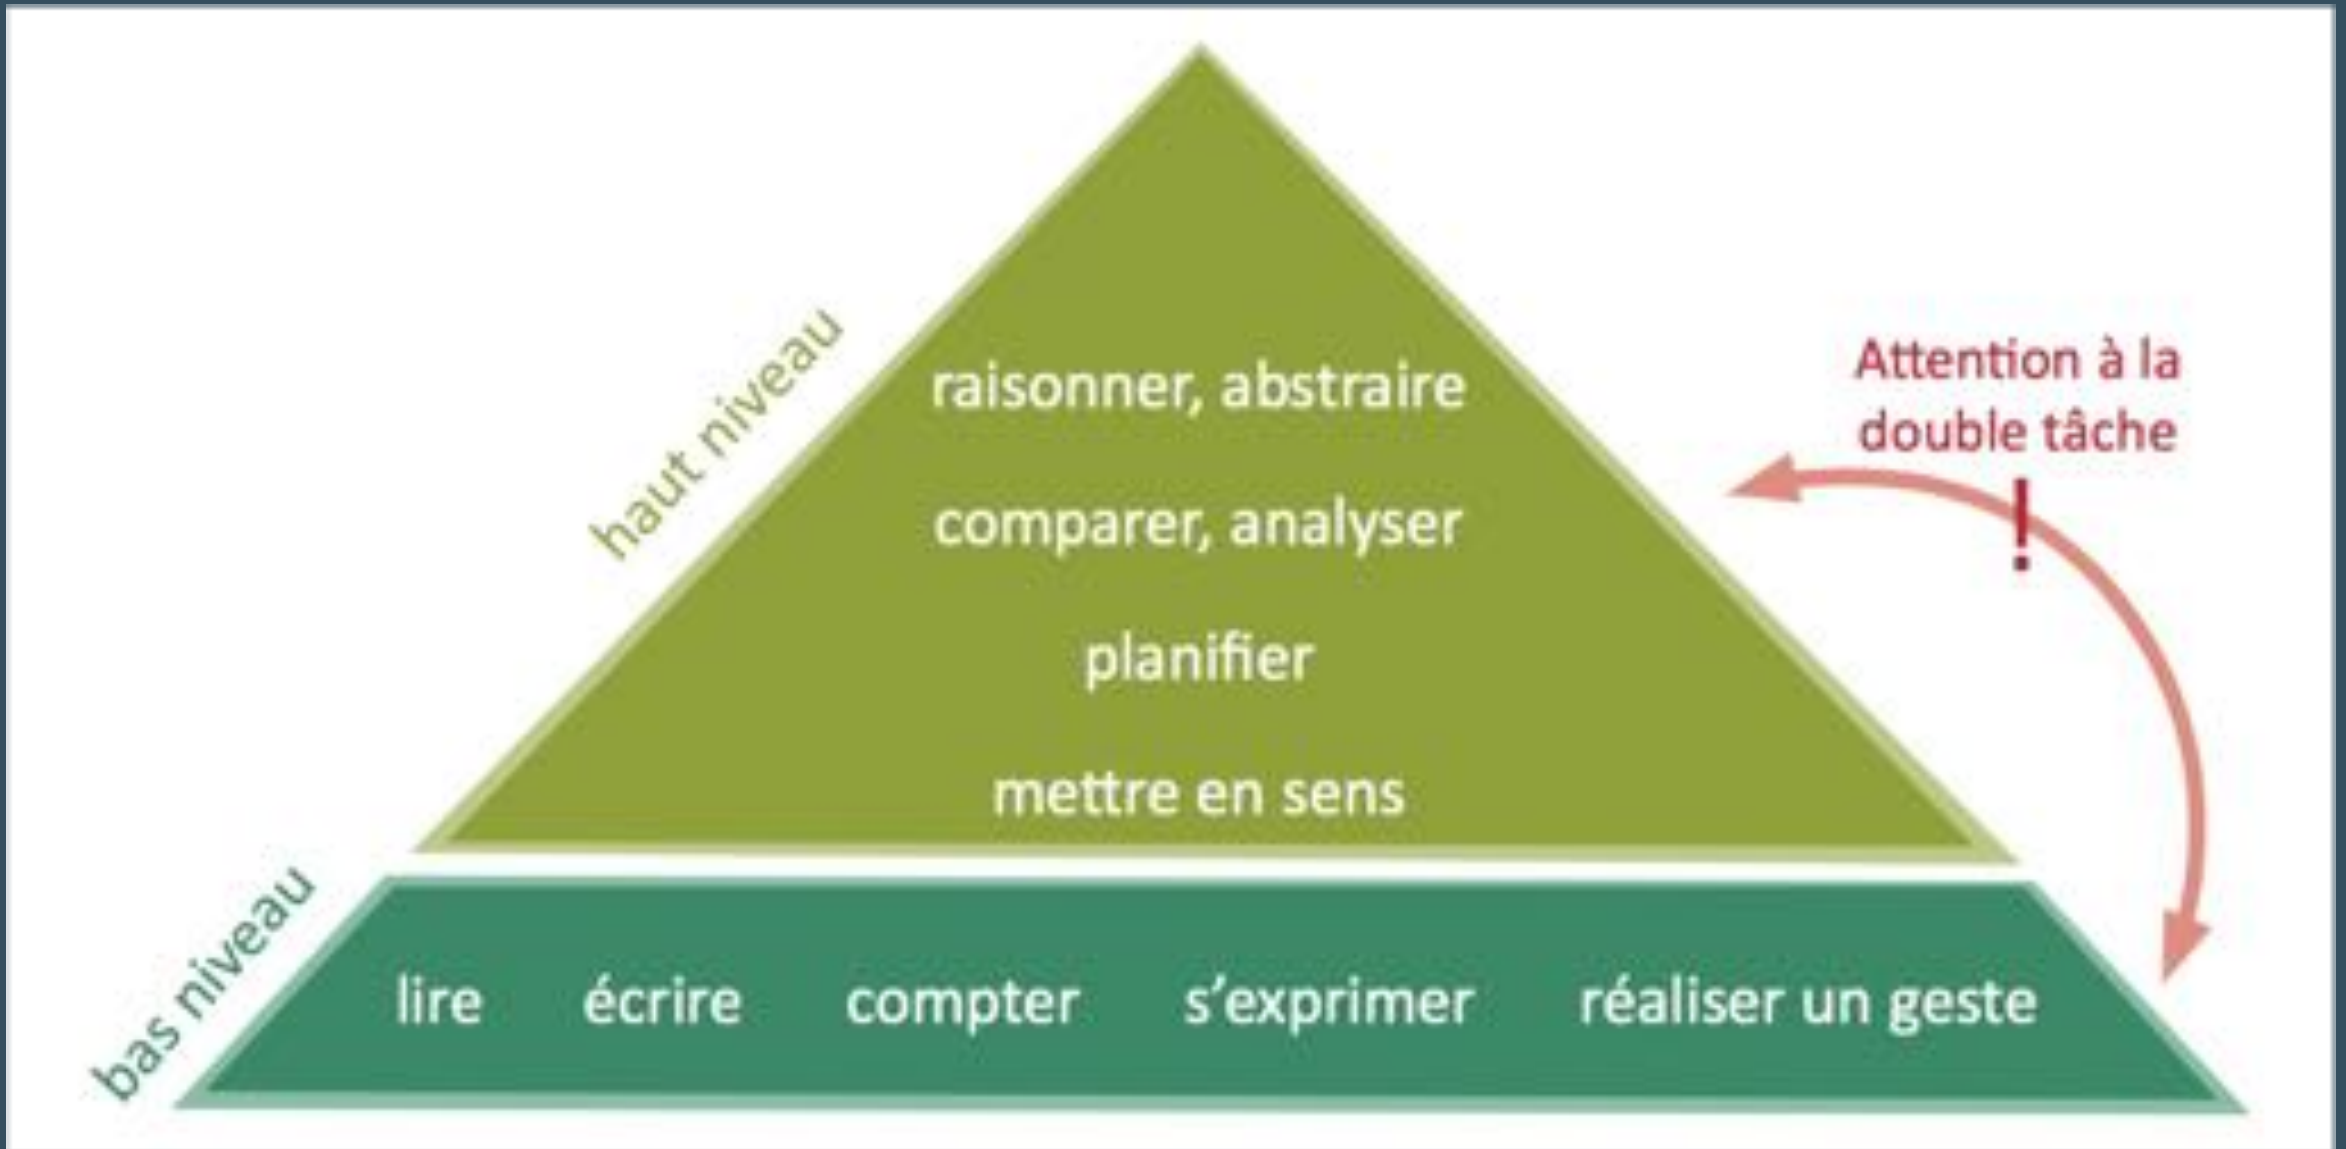 haut niveau
raisonner, abstraire
comparer, analyser
planifier
mettre en sens
Attention à la
double tâche
!
bas niveau
lire écrire compter s'exprimer réaliser un geste